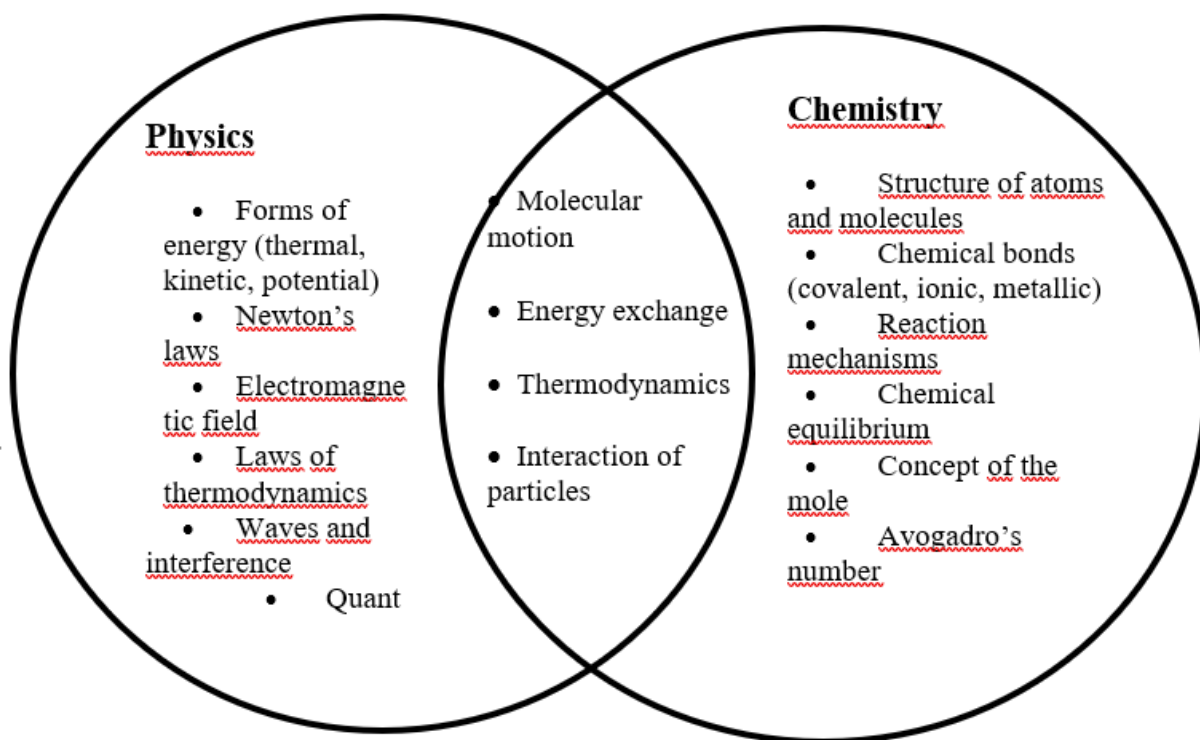 Physics
• Forms of
energy (thermal,
kinetic, potential)
• Newton’s
laws
• Electromagne
tic field
• Laws of
thermodynamics
• Waves and
interference
• Quant
• Molecular
motion
• Energy exchange
• Thermodynamics
• Interaction of
particles
Chemistry
• Structure of atoms
and molecules
• Chemical bonds
(covalent, ionic, metallic)
• Reaction
mechanisms
• Chemical
equilibrium
• Concept of the
mole
• Avogadro’s
number